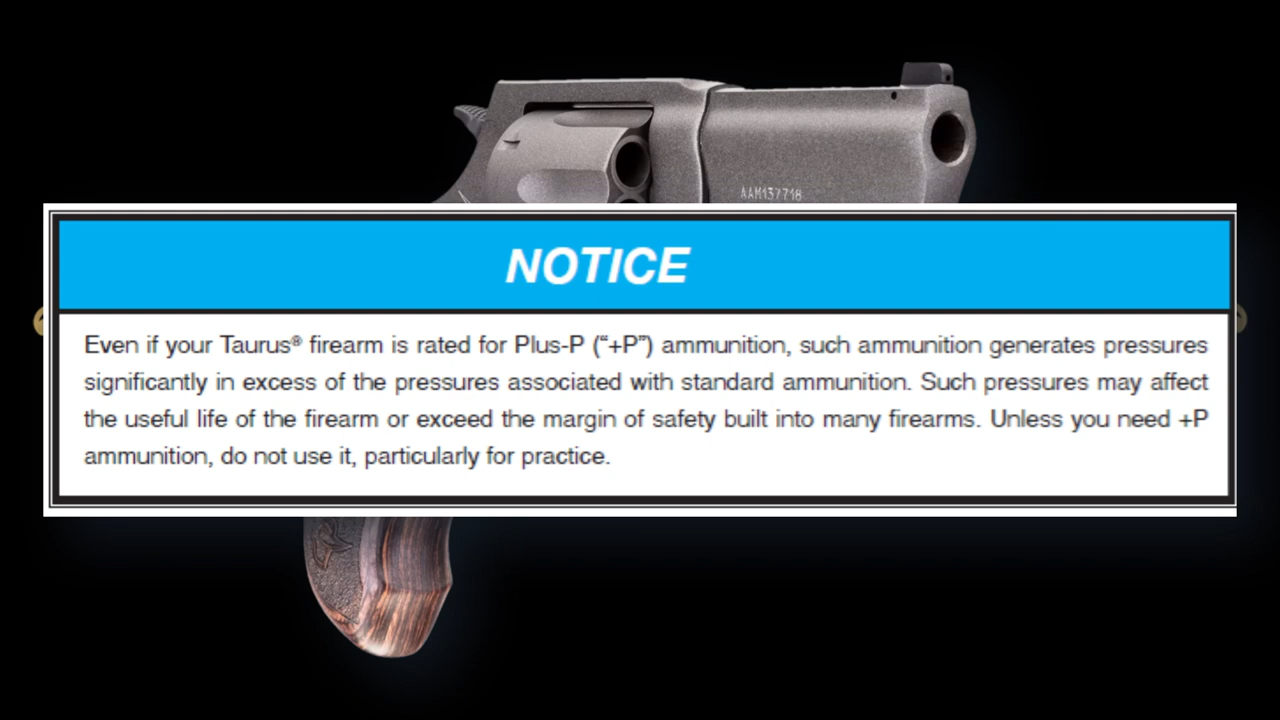 AAM137718
NOTICE
Even if your Taurus® firearm is rated for Plus-P (“+P”) ammunition, such ammunition generates pressures
significantly in excess of the pressures associated with standard ammunition. Such pressures may affect
the useful life of the firearm or exceed the margin of safety built into many firearms. Unless you need +P
ammunition, do not use it, particularly for practice.